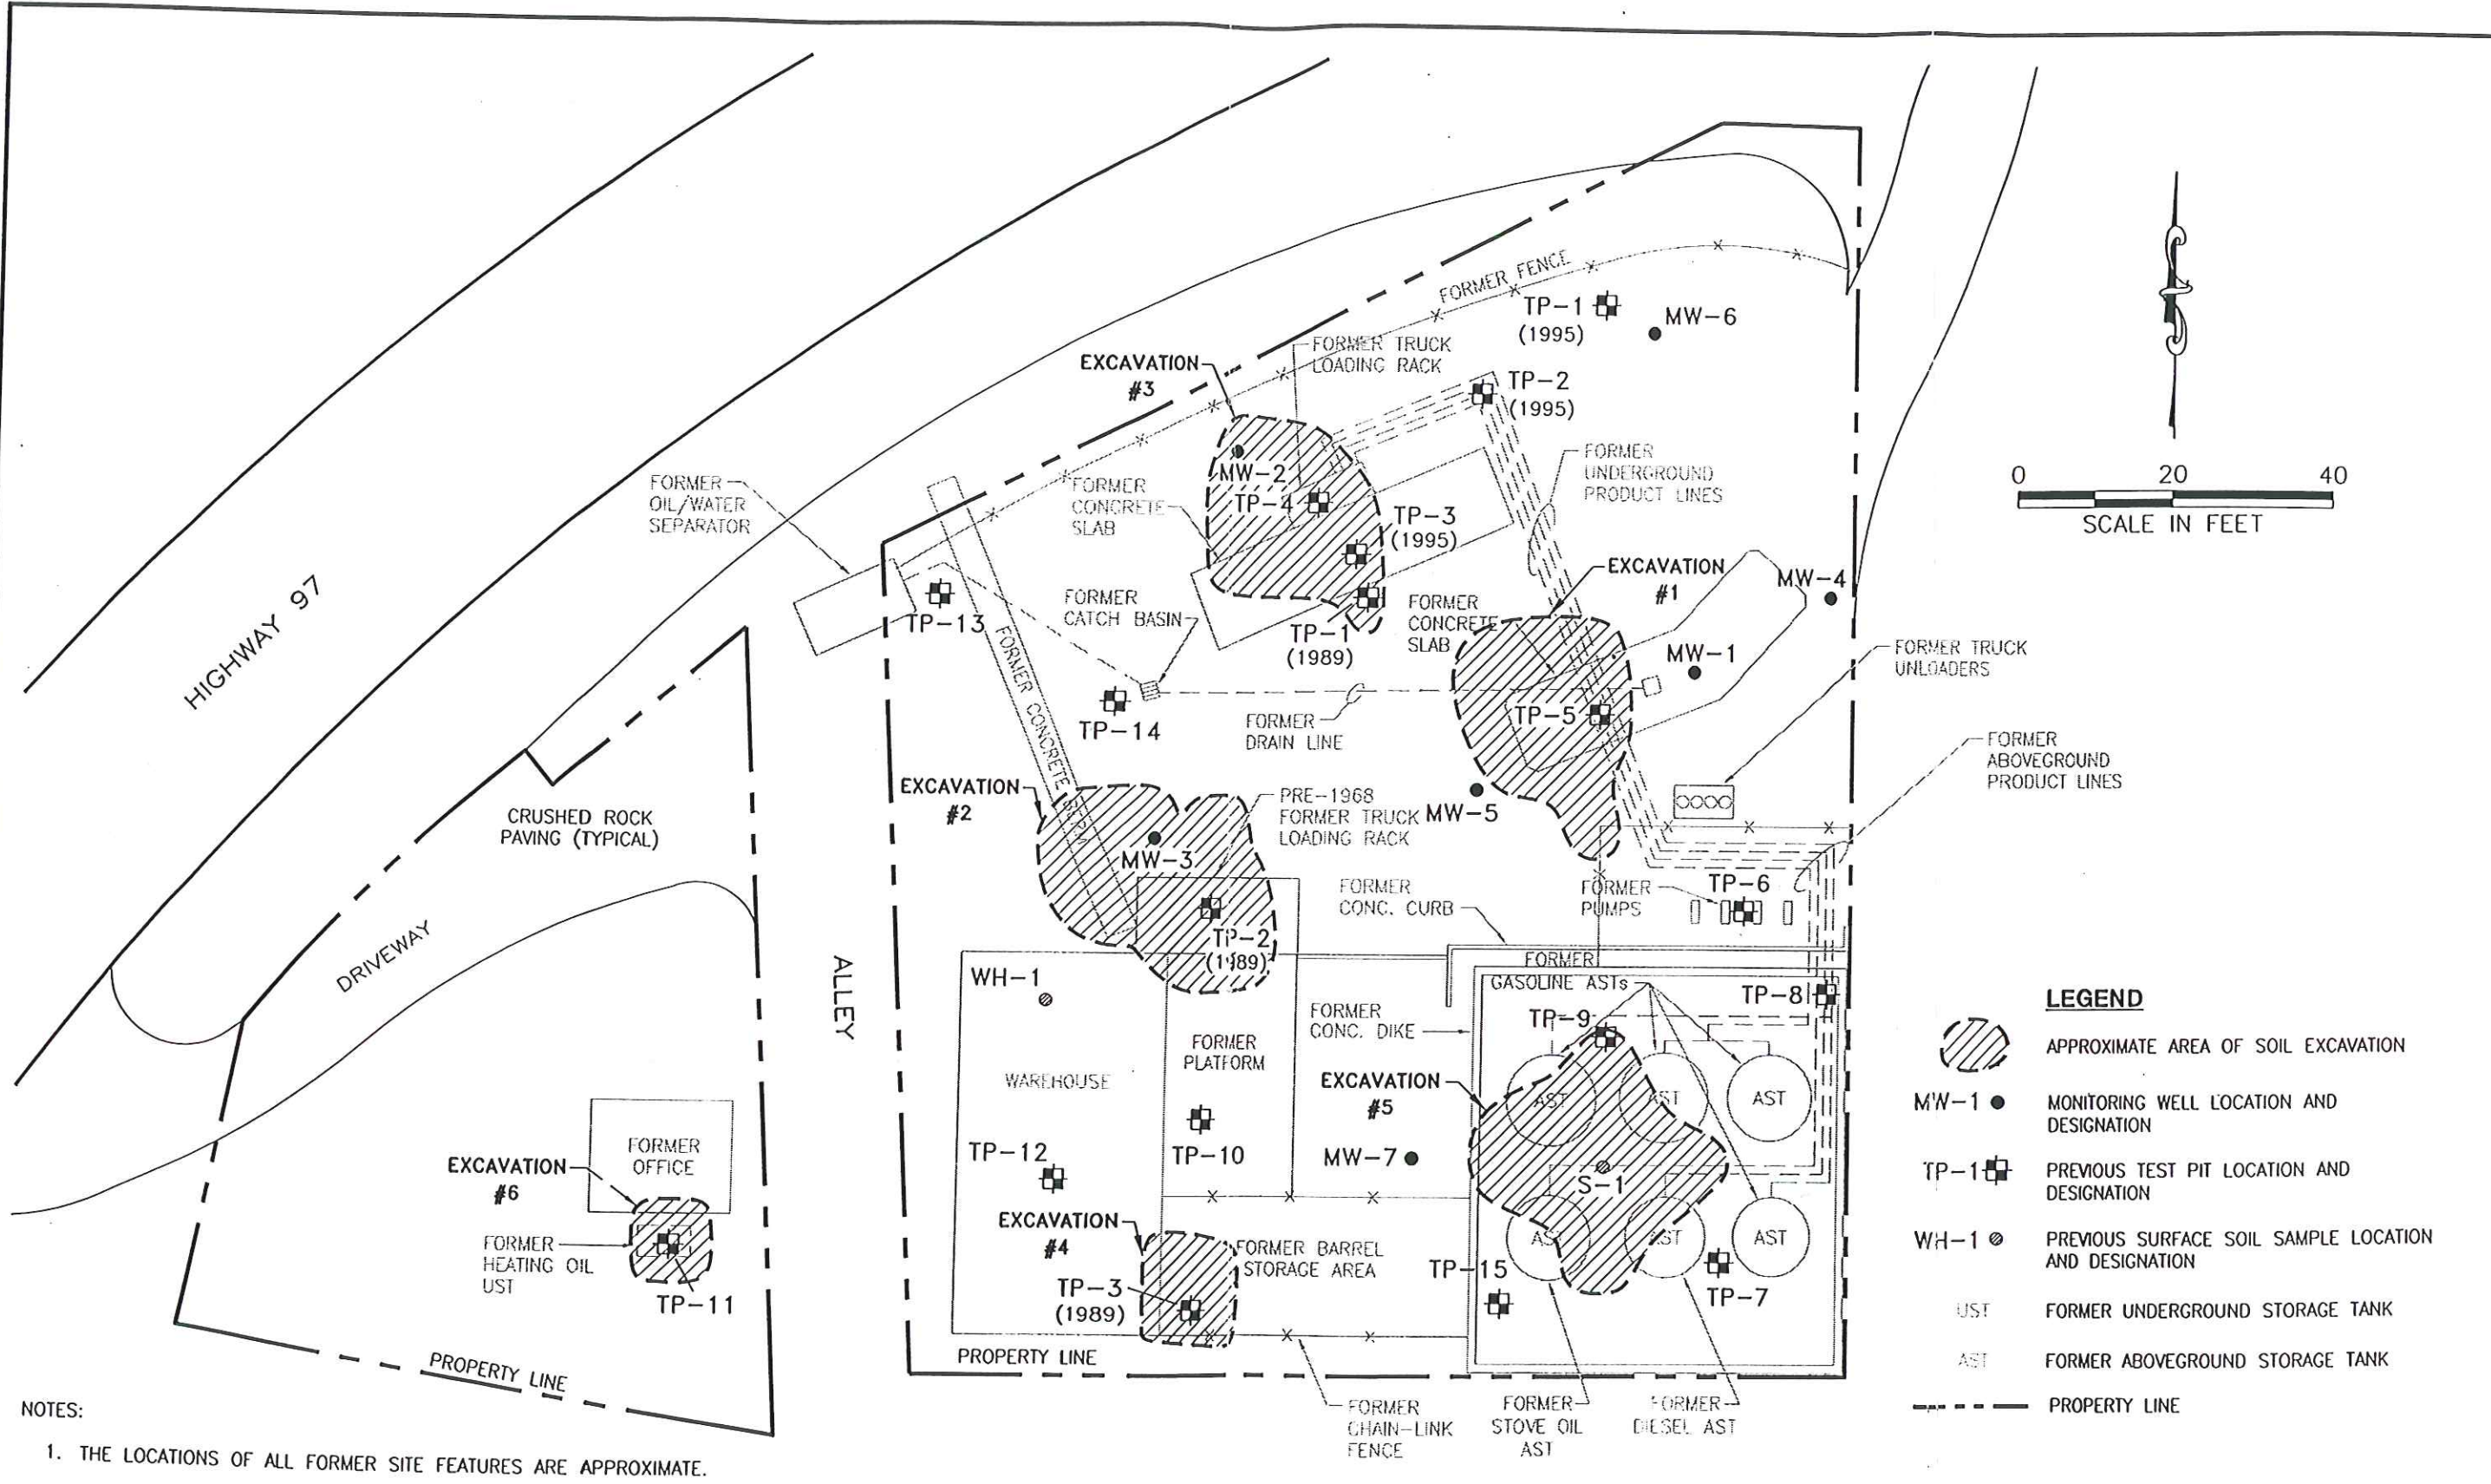 FORMER FENCE
TP-1
(1995)
MW-6
FORMER TRUCK
LOADING RACK
EXCAVATION
#3
TP-2
(1995)
MW-2
TP-4
FORMER
UNDERGROUND
PRODUCT LINES
0 20 40
SCALE IN FEET
FORMER
OIL/WATER
SEPARATOR
FORMER
CONCRETE
SLAB
TP-3
(1995)
HIGHWAY 97
TP-13
FORMER
CATCH BASIN
TP-1
(1989)
FORMER
CONCRETE
SLAB
EXCAVATION
#1
MW-4
MW-1
FORMER TRUCK
UNLOADERS
FORMER CONCRETE BERM
TP-14
FORMER
DRAIN LINE
TP-5
FORMER
ABOVEGROUND
PRODUCT LINES
CRUSHED ROCK
PAVING (TYPICAL)
EXCAVATION
#2
PRE-1968
FORMER TRUCK
LOADING RACK
MW-5
MW-3
TP-2
(1989)
FORMER
CONC. CURB
FORMER
PUMPS
TP-6
DRIVEWAY
ALLEY
WH-1
FORMER
GASOLINE ASTs
TP-8
FORMER
CONC. DIKE
TP-9
FORMER
PLATFORM
WAREHOUSE
EXCAVATION
#5
AST
AST
AST
TP-12
TP-10
MW-7
S-1
FORMER
OFFICE
EXCAVATION
#6
FORMER
HEATING OIL
UST
TP-11
EXCAVATION
#4
FORMER BARREL
STORAGE AREA
TP-3
(1989)
TP-15
AST
AST
AST
TP-7
PROPERTY LINE
PROPERTY LINE
FORMER
CHAIN-LINK
FENCE
FORMER
STOVE OIL
AST
FORMER
DIESEL AST
LEGEND
APPROXIMATE AREA OF SOIL EXCAVATION
MW-1 MONITORING WELL LOCATION AND
DESIGNATION
TP-1 PREVIOUS TEST PIT LOCATION AND
DESIGNATION
WH-1 PREVIOUS SURFACE SOIL SAMPLE LOCATION
AND DESIGNATION
UST FORMER UNDERGROUND STORAGE TANK
AST FORMER ABOVEGROUND STORAGE TANK
PROPERTY LINE
NOTES:
1. THE LOCATIONS OF ALL FORMER SITE FEATURES ARE APPROXIMATE.